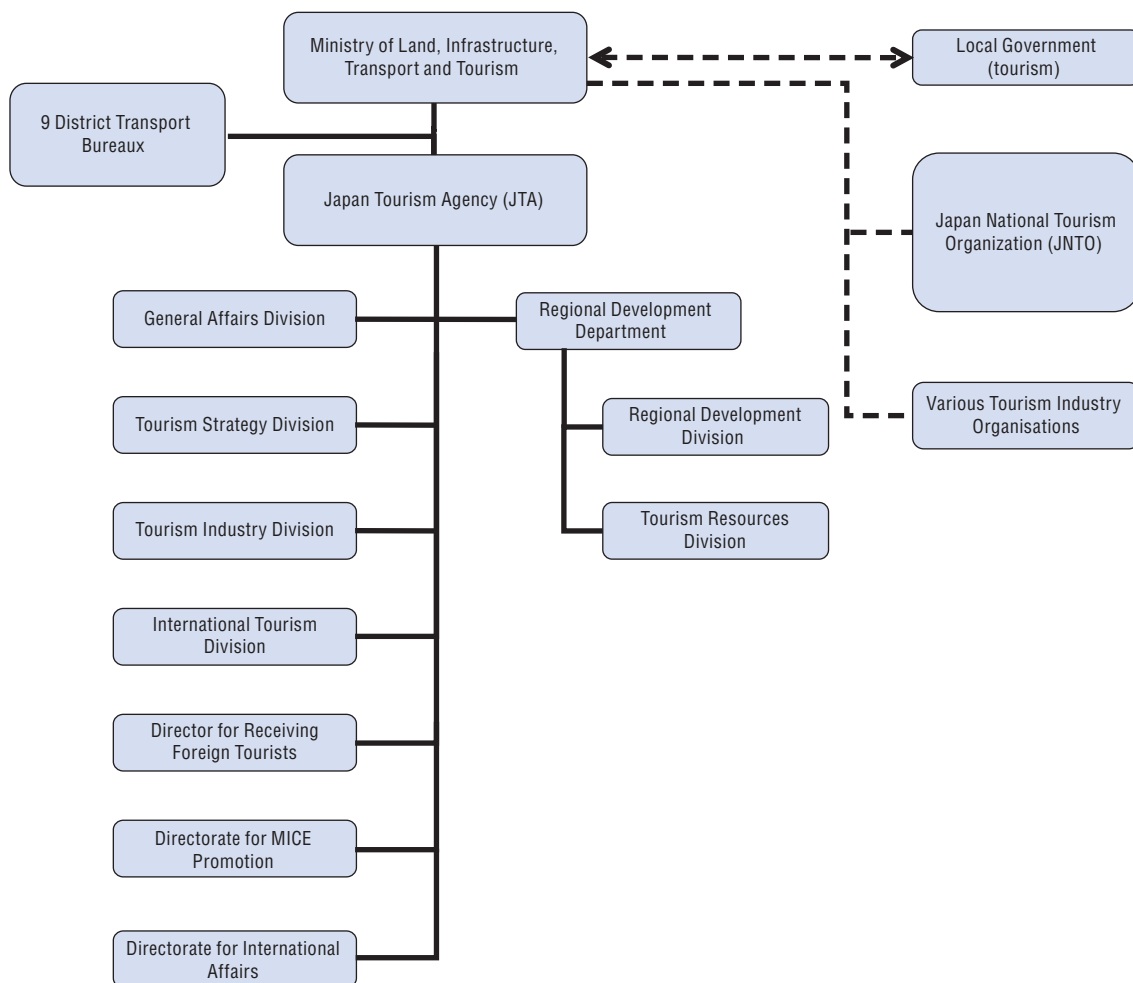 Ministry of Land, Infrastructure,
Transport and Tourism
Local Government
(tourism)
9 District Transport
Bureaux
Japan Tourism Agency (JTA)
Japan National Tourism
Organization (JNTO)
General Affairs Division
Regional Development
Department
Tourism Strategy Division
Regional Development
Division
Various Tourism Industry
Organisations
Tourism Industry Division
Tourism Resources
Division
International Tourism
Division
Director for Receiving
Foreign Tourists
Directorate for MICE
Promotion
Directorate for International
Affairs